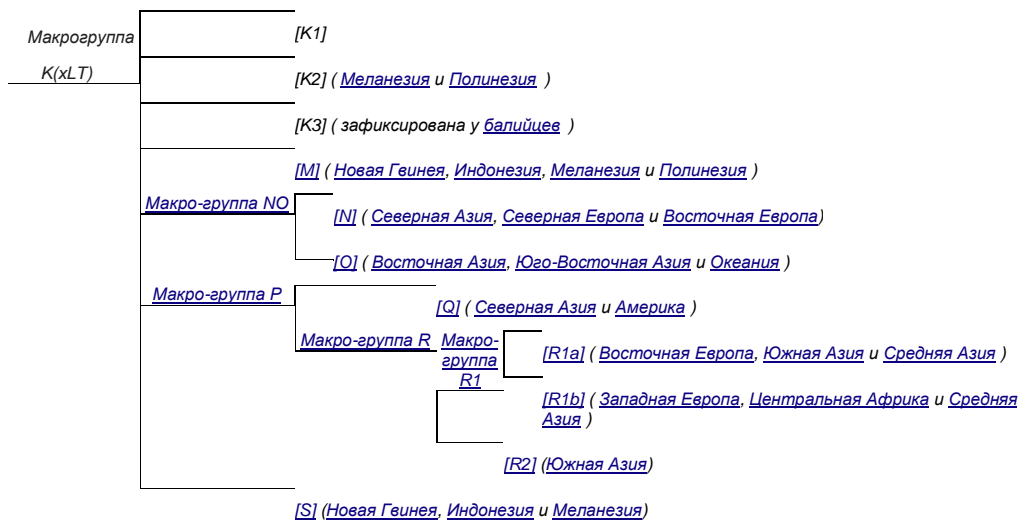 Макрогруппа
K(xLT)
[K1]
[K2] ( Меланезия и Полинезия )
[K3] ( зафиксирована у балийцев )
[M] ( Новая Гвинея, Индонезия, Меланезия и Полинезия )
Макро-группа NO
[N] ( Северная Азия, Северная Европа и Восточная Европа)
[O] ( Восточная Азия, Юго-Восточная Азия и Океания )
Макро-группа P
[Q] ( Северная Азия и Америка )
Макро-группа R
Макро-
группа
R1
[R1a] ( Восточная Европа, Южная Азия и Средняя Азия )
[R1b] ( Западная Европа, Центральная Африка и Средняя
Азия )
[R2] (Южная Азия)
[S] (Новая Гвинея, Индонезия и Меланезия)